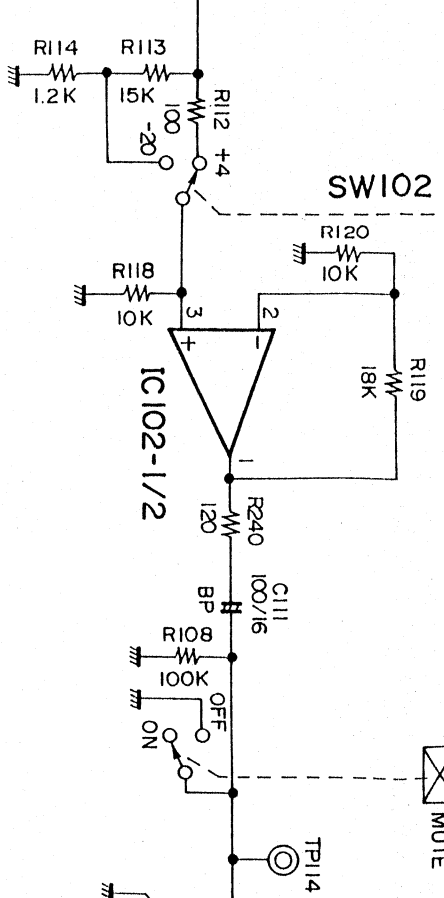 R114
R113
1.2K
15K
R112
100
-20
+4
SW102
R120
10K
R118
10K
3
2
+
-
R119
18K
IC102-1/2
1
R240
120
C111
100/16
BP
R108
100K
OFF
ON
MUTE
TP114